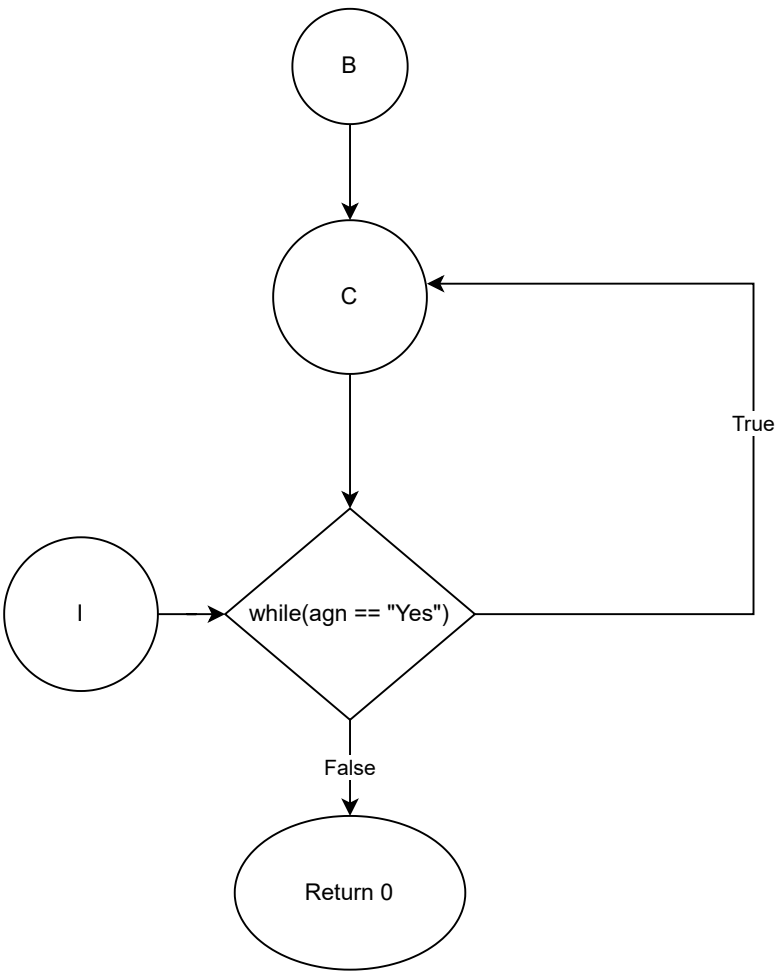 B
C
True
I
while(agn == "Yes")
False
Return 0